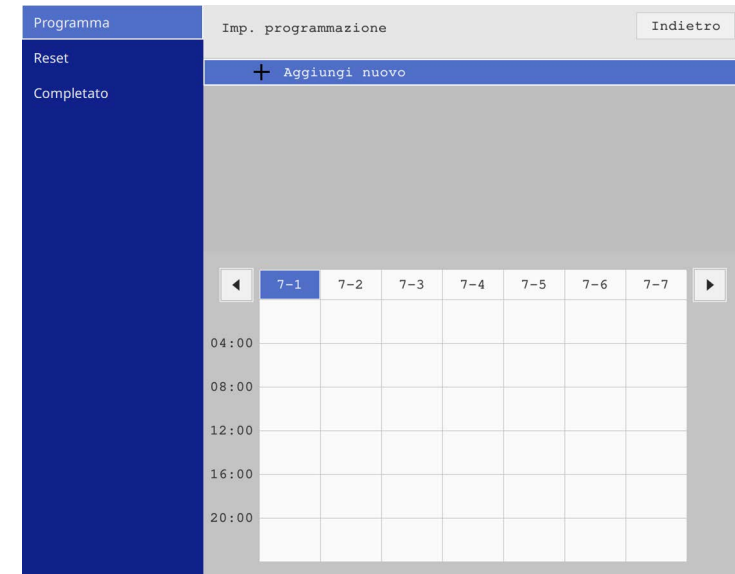 Programma
Reset
Completato
Imp. programmazione
Indietro
Aggiungi nuovo
7-1 7-2 7-3 7-4 7-5 7-6 7-7
04:00
08:00
12:00
16:00
20:00